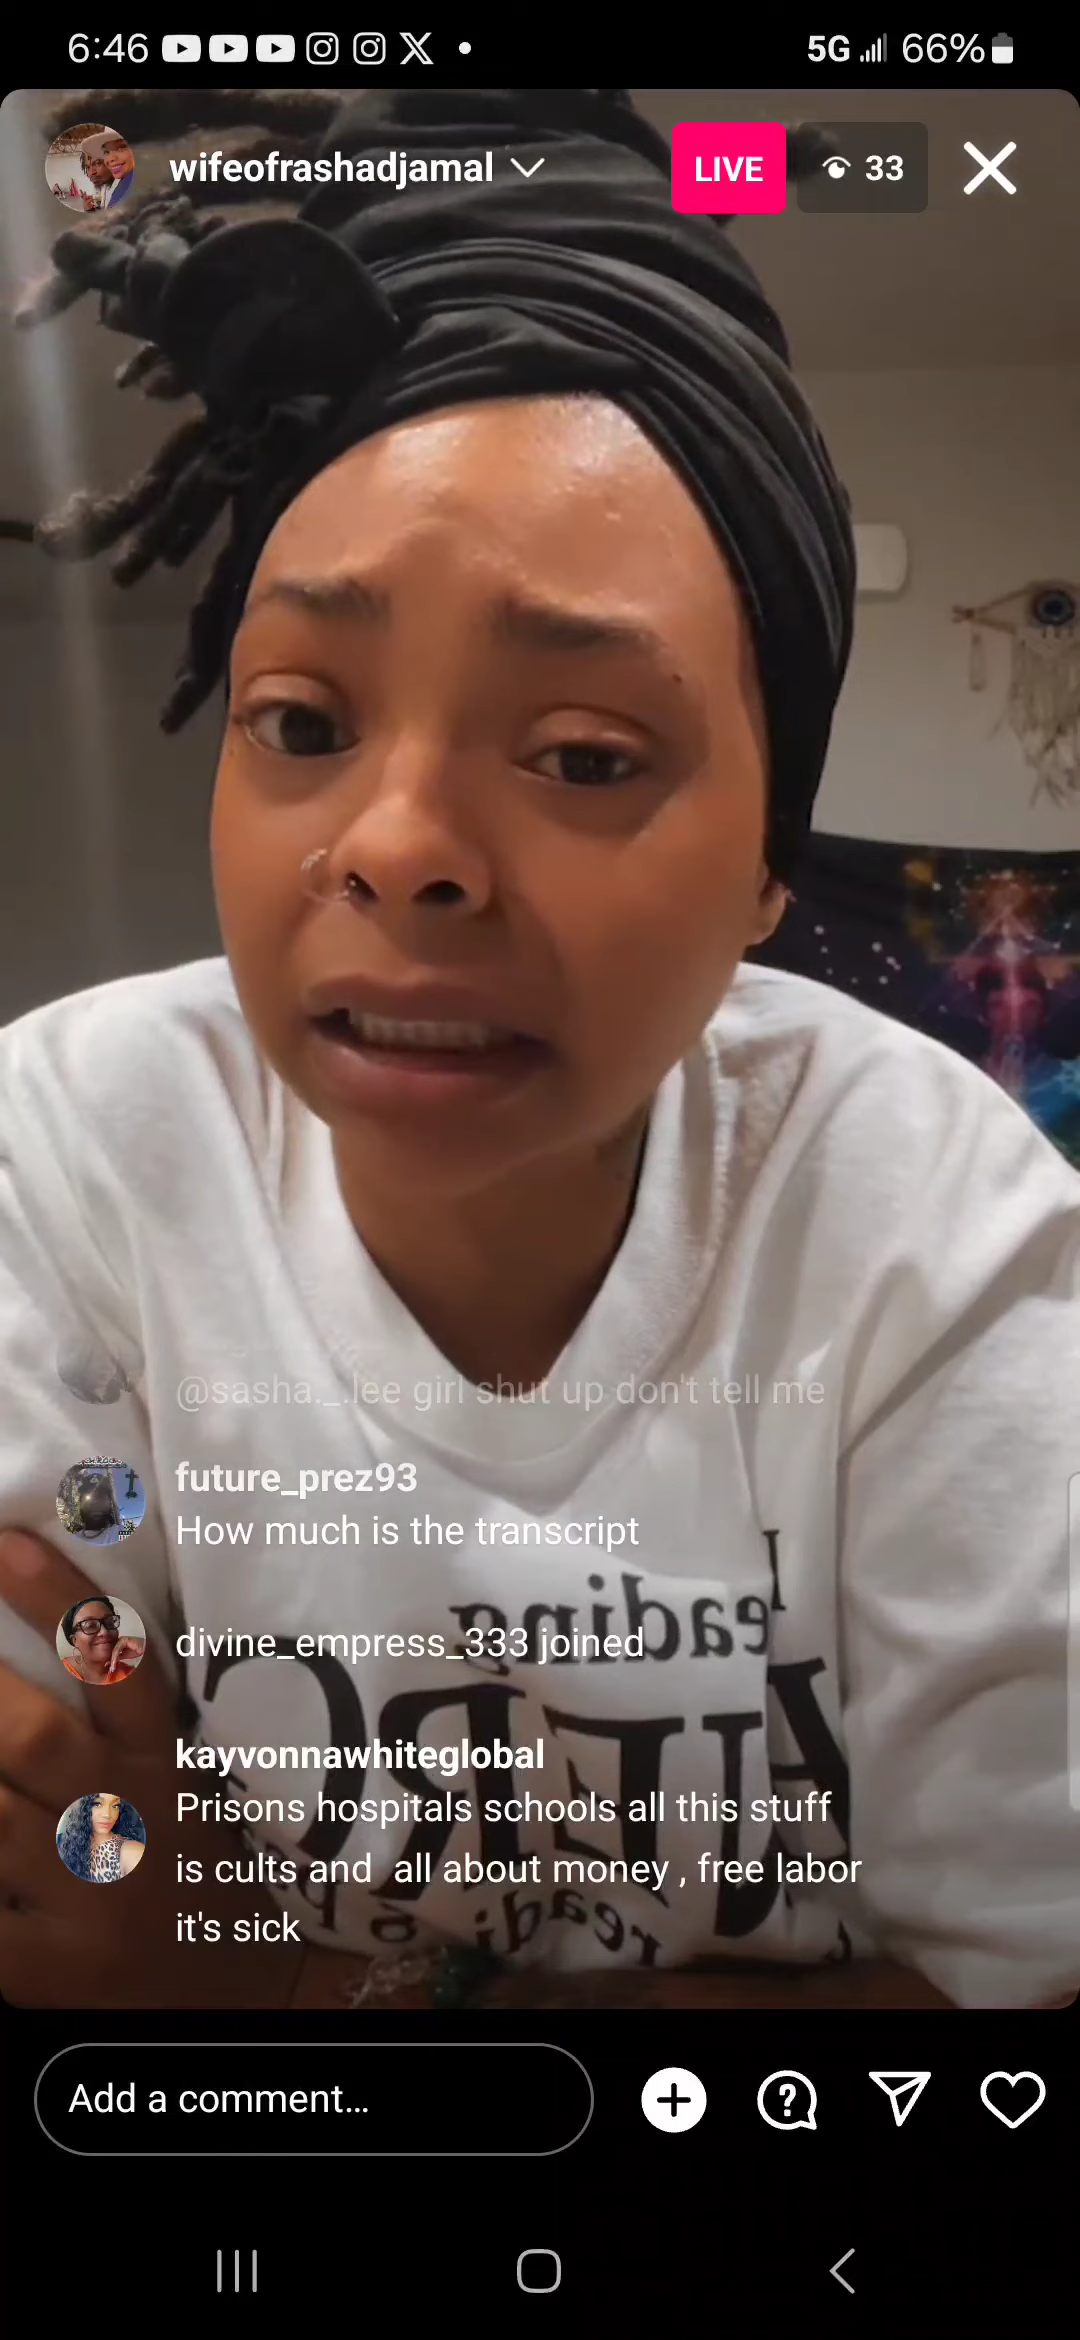 6:46
5G 66%
wifeofrashadjamal
LIVE 33
@sasha._.lee girl shut up don't tell me
future_prez93
How much is the transcript
divine_empress_333 joined
kayvonnawhiteglobal
Prisons hospitals schools all this stuff
is cults and all about money , free labor
it's sick
Add a comment…